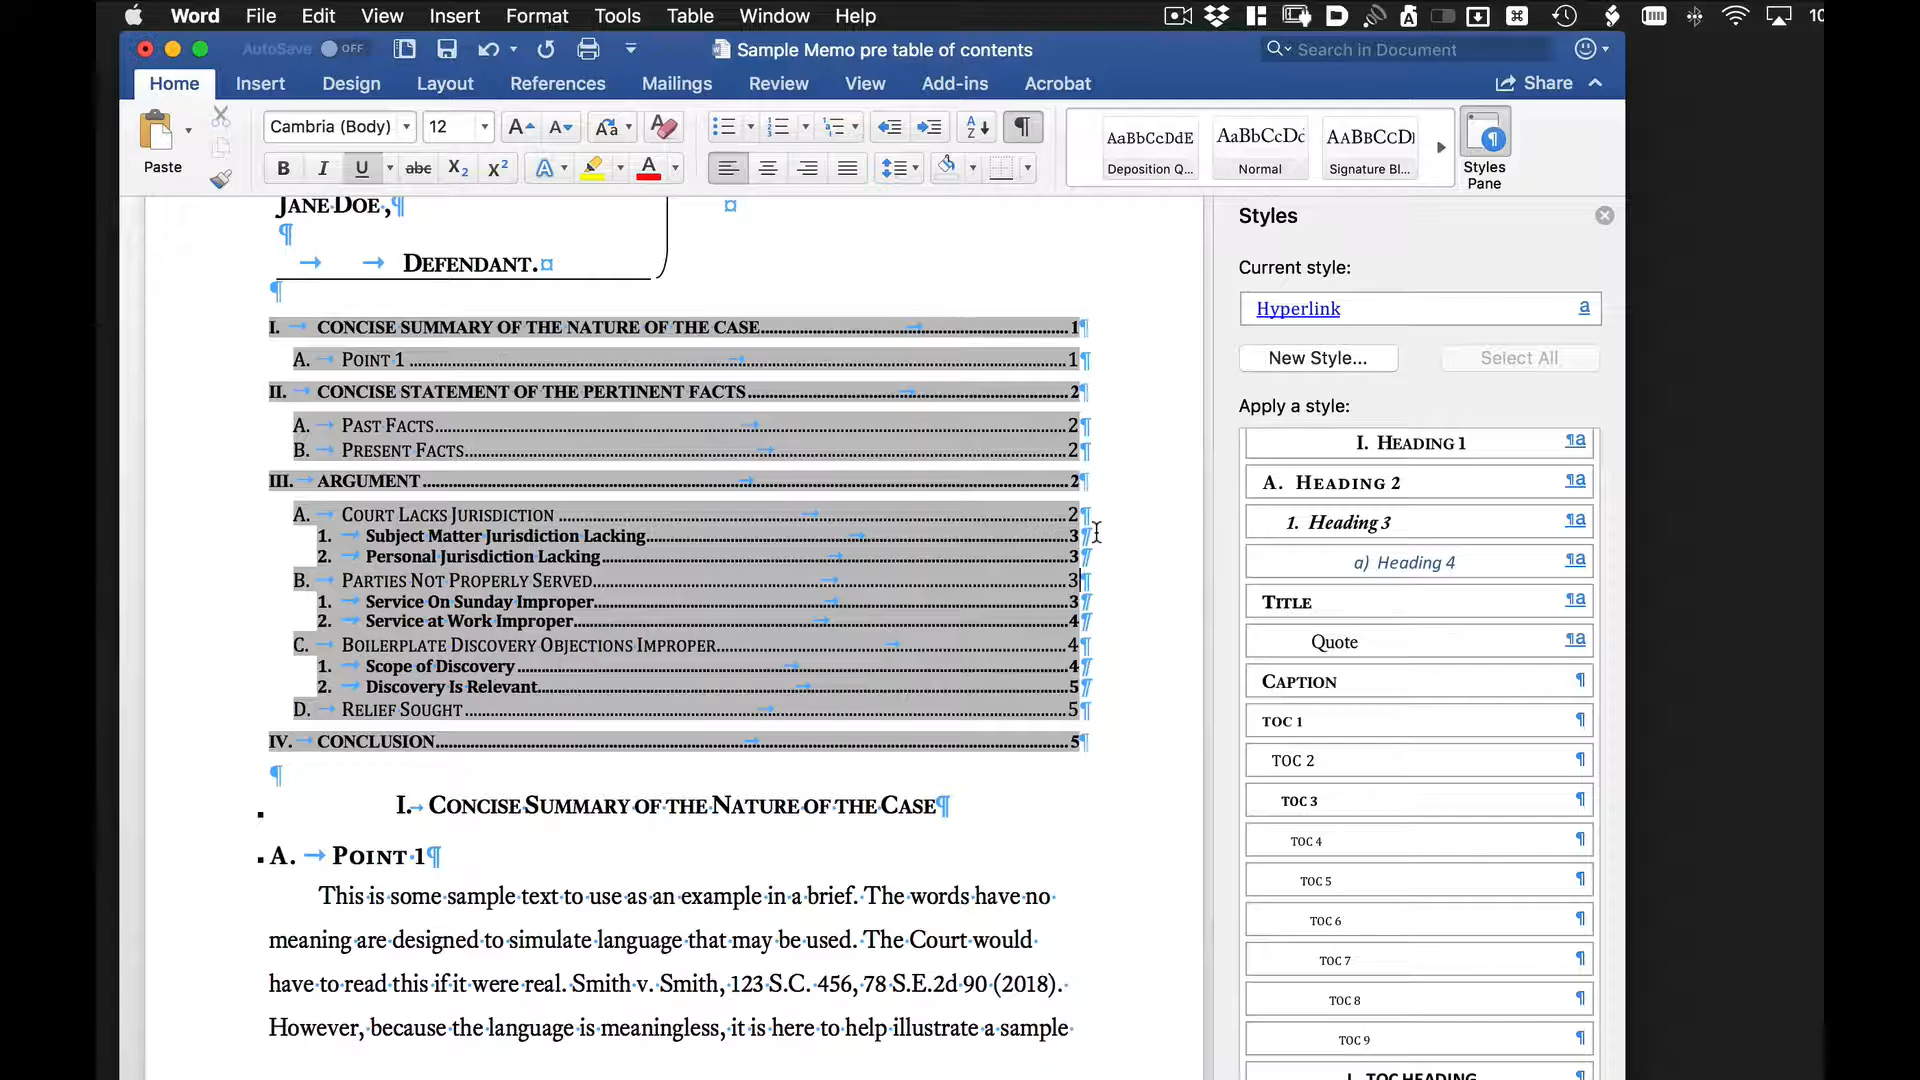 Word File Edit View Insert Format Tools Table Window Help
AutoSave OFF Sample Memo pre table of contents Search in Document
Home Insert Design Layout References Mailings Review View Add-ins Acrobat Share
Cambria (Body) 12
Paste
AaBbCcDdE AaBbCcDc AaBbCcDd
Deposition Q... Normal Signature Bl... Styles Pane
Jane Doe,¶
Defendant.
I. CONCISE SUMMARY OF THE NATURE OF THE CASE 1
A. Point 1 1
II. CONCISE STATEMENT OF THE PERTINENT FACTS 2
A. Past Facts 2
B. Present Facts 2
III. ARGUMENT 2
A. Court Lacks Jurisdiction 2
1. Subject Matter Jurisdiction Lacking 3
2. Personal Jurisdiction Lacking 3
B. Parties Not Properly Served 3
1. Service On Sunday Improper 3
2. Service at Work Improper 4
C. Boilerplate Discovery Objections Improper 4
1. Scope of Discovery 4
2. Discovery Is Relevant 5
D. Relief Sought 5
IV. CONCLUSION 5
I. Concise Summary of the Nature of the Case¶
A. Point 1¶
This is some sample text to use as an example in a brief. The words have no
meaning are designed to simulate language that may be used. The Court would
have to read this if it were real. Smith v. Smith, 123 S.C. 456, 78 S.E.2d 90 (2018).
However, because the language is meaningless, it is here to help illustrate a sample
Styles
Current style:
Hyperlink a
New Style... Select All
Apply a style:
I. Heading 1 ¶a
A. Heading 2 ¶a
1. Heading 3 ¶a
a) Heading 4 ¶a
Title ¶a
Quote ¶a
Caption ¶
TOC 1 ¶
TOC 2 ¶
TOC 3 ¶
TOC 4 ¶
TOC 5 ¶
TOC 6 ¶
TOC 7 ¶
TOC 8 ¶
TOC 9 ¶
I. TOC HEADING